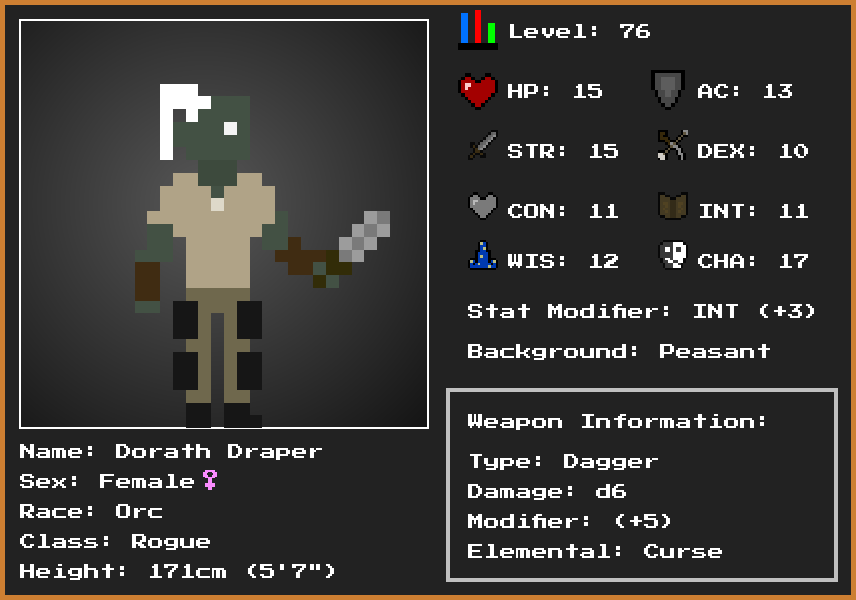 Level: 76
HP: 15 AC: 13
STR: 15 DEX: 10
CON: 11 INT: 11
WIS: 12 CHA: 17
Stat Modifier: INT (+3)
Background: Peasant
Weapon Information:
Type: Dagger
Damage: d6
Modifier: (+5)
Elemental: Curse
Name: Dorath Draper
Sex: Female♀
Race: Orc
Class: Rogue
Height: 171cm (5'7")